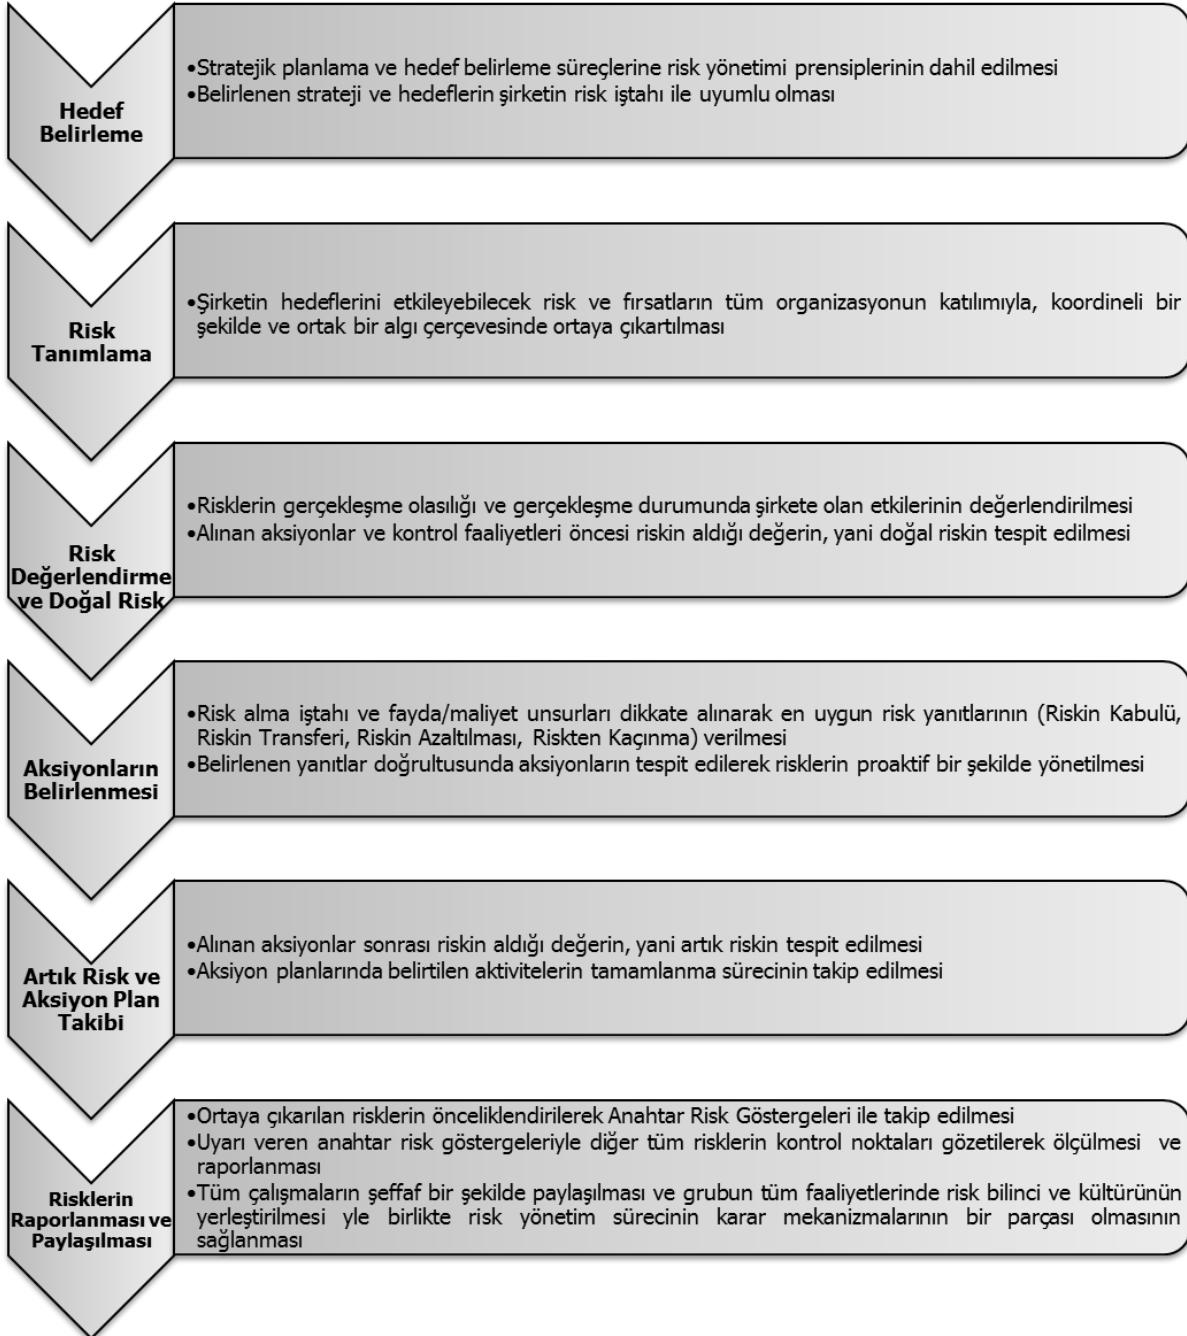 Hedef
Belirleme
•Stratejik planlama ve hedef belirleme süreçlerine risk yönetimi prensiplerinin dahil edilmesi
•Belirlenen strateji ve hedeflerin şirketin risk iştahı ile uyumlu olması
Risk
Tanımlama
•Şirketin hedeflerini etkileyebilecek risk ve fırsatların tüm organizasyonun katılımıyla, koordineli bir
şekilde ve ortak bir algı çerçevesinde ortaya çıkartılması
Risk
Değerlendirme
ve Doğal Risk
•Risklerin gerçekleşme olasılığı ve gerçekleşme durumunda şirkete olan etkilerinin değerlendirilmesi
•Alınan aksiyonlar ve kontrol faaliyetleri öncesi riskin aldığı değerin, yani doğal riskin tespit edilmesi
Aksiyonların
Belirlenmesi
•Risk alma iştahı ve fayda/maliyet unsurları dikkate alınarak en uygun risk yanıtlarının (Riskin Kabulü,
Riskin Transferi, Riskin Azaltılması, Riskten Kaçınma) verilmesi
•Belirlenen yanıtlar doğrultusunda aksiyonların tespit edilerek risklerin proaktif bir şekilde yönetilmesi
Artık Risk ve
Aksiyon Plan
Takibi
•Alınan aksiyonlar sonrası riskin aldığı değerin, yani artık riskin tespit edilmesi
•Aksiyon planlarında belirtilen aktivitelerin tamamlanma sürecinin takip edilmesi
Risklerin
Raporlanması ve
Paylaşılması
•Ortaya çıkarılan risklerin önceliklendirilerek Anahtar Risk Göstergeleri ile takip edilmesi
•Uyarı veren anahtar risk göstergeleriyle diğer tüm risklerin kontrol noktaları gözetilerek ölçülmesi ve
raporlanması
•Tüm çalışmaların şeffaf bir şekilde paylaşılması ve grubun tüm faaliyetlerinde risk bilinci ve kültürünün
yerleştirilmesi yle birlikte risk yönetim sürecinin karar mekanizmalarının bir parçası olmasının
sağlanması